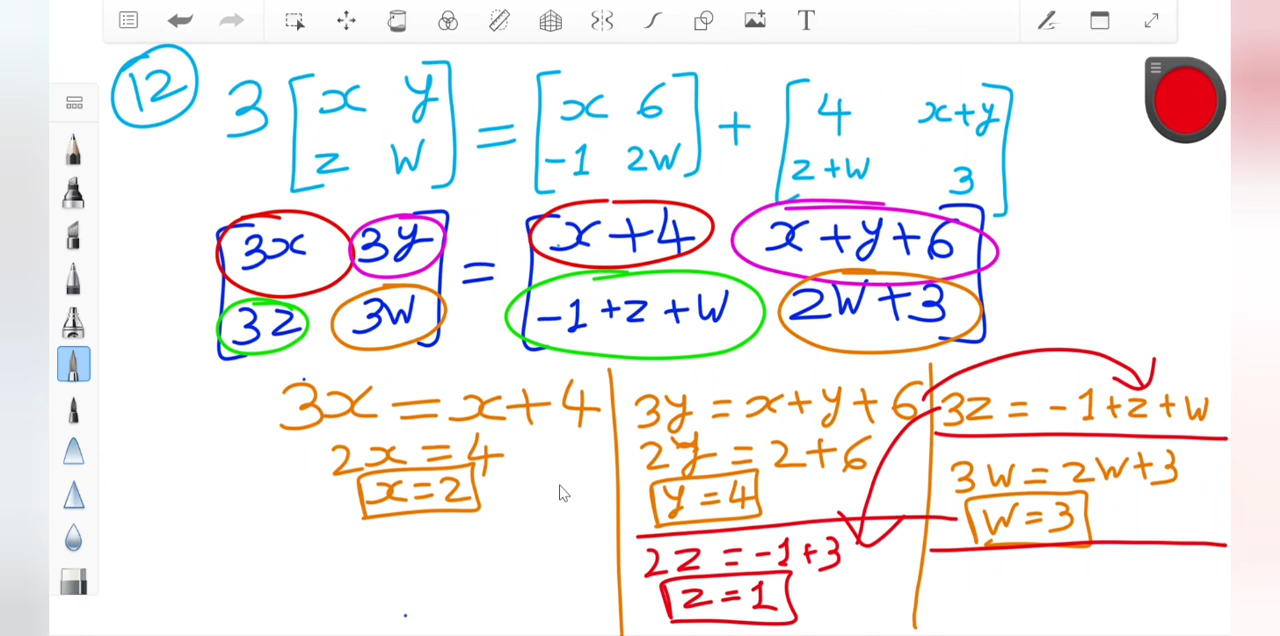 12 3 [x y] = [x 6] + [4 x+y]
[z w] [-1 2w] [z+w 3]
[3x 3y] = [x+4 x+y+6]
[3z 3w] [-1+z+w 2w+3]
3x = x+4
2x = 4
x = 2
3y = x+y+6
2y = 2+6
y = 4
2z = -1+3
z = 1
3z = -1+z+w
3w = 2w+3
w = 3
T